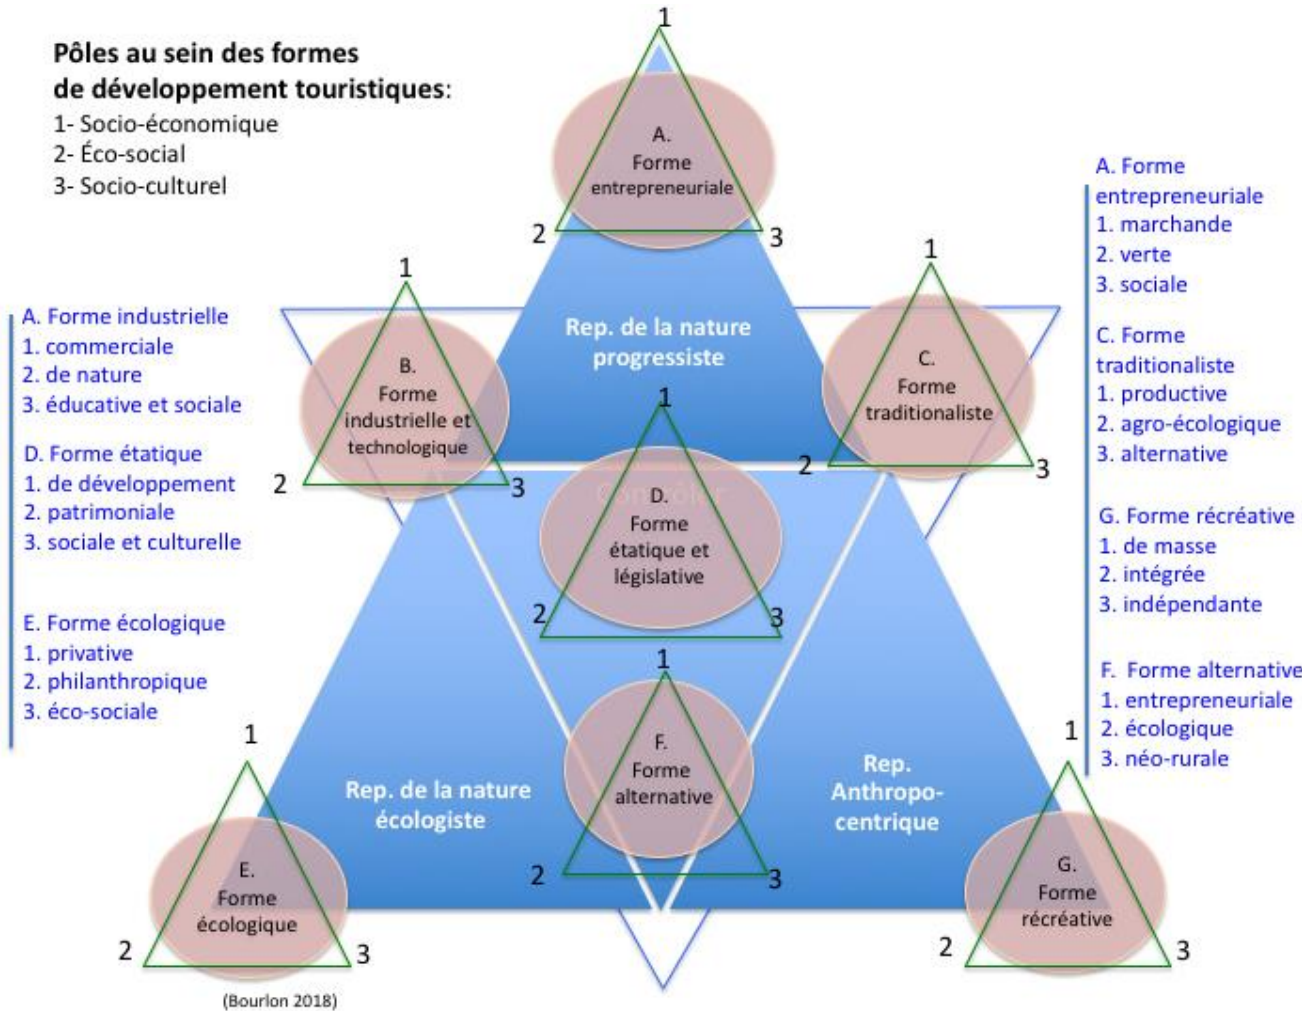 Pôles au sein des formes
de développement touristiques:
1- Socio-économique
2- Éco-social
3- Socio-culturel
1
A.
Forme
entrepreneuriale
2
3
A. Forme
entrepreneuriale
1. marchande
2. verte
3. sociale
C. Forme
traditionaliste
1. productive
2. agro-écologique
3. alternative
G. Forme récréative
1. de masse
2. intégrée
3. indépendante
F. Forme alternative
1. entrepreneuriale
2. écologique
3. néo-rurale
A. Forme industrielle
1. commerciale
2. de nature
3. éducative et sociale
D. Forme étatique
1. de développement
2. patrimoniale
3. sociale et culturelle
E. Forme écologique
1. privative
2. philanthropique
3. éco-sociale
1
B.
Forme
industrielle et
technologique
2
3
Rep. de la nature
progressiste
1
C.
Forme
traditionaliste
2
3
1
D.
Forme
étatique et
législative
2
3
Rep. de la nature
écologiste
1
F.
Forme
alternative
2
3
Rep.
Anthropo-
centrique
1
E.
Forme
écologique
2
3
1
G.
Forme
récréative
2
3
(Bourlon 2018)